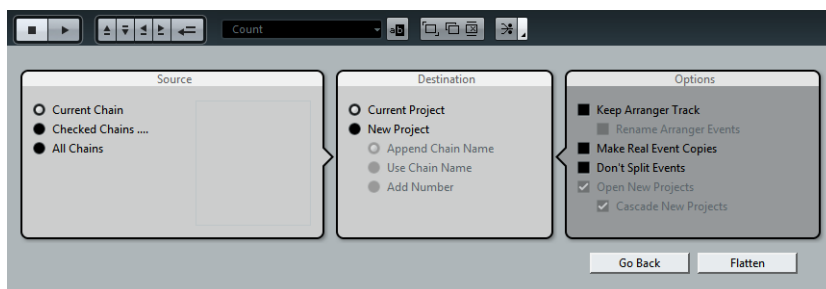 Count
ab
Source
Current Chain
Checked Chains ....
All Chains
Destination
Current Project
New Project
Append Chain Name
Use Chain Name
Add Number
Options
Keep Arranger Track
Rename Arranger Events
Make Real Event Copies
Don't Split Events
Open New Projects
Cascade New Projects
Go Back
Flatten